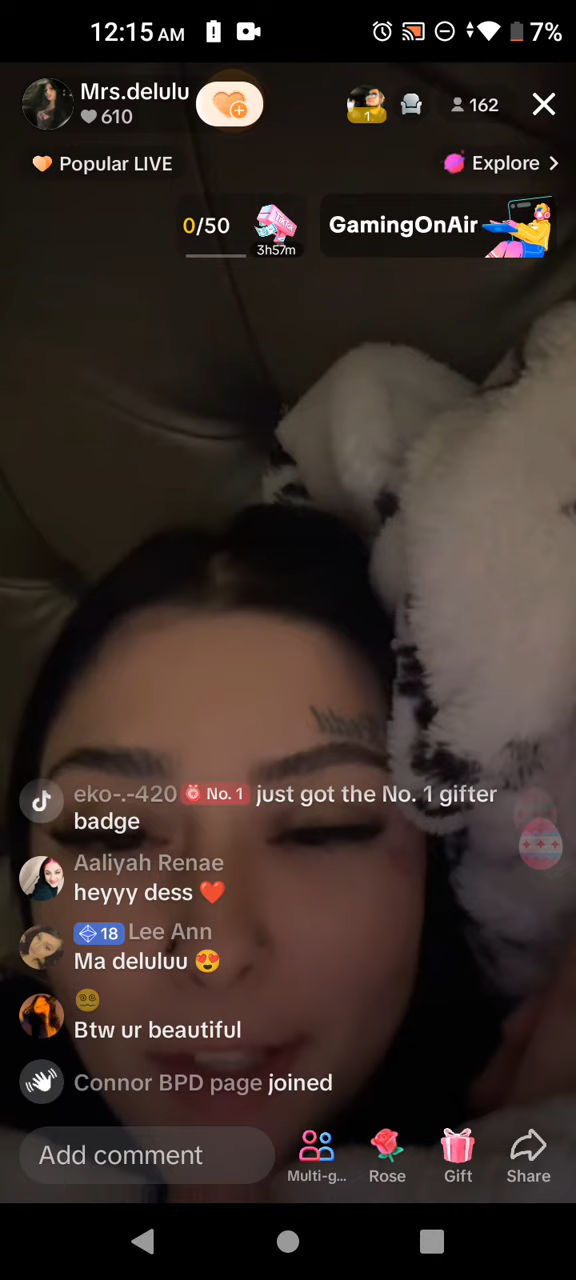 12:15 AM
7%
Mrs.delulu
610
1
162
Popular LIVE
Explore
0/50
3h57m
GamingOnAir
eko-.-420 No. 1 just got the No. 1 gifter
badge
Aaliyah Renae
heyyy dess ❤️
18 Lee Ann
Ma deluluu 😍
😵‍💫
Btw ur beautiful
Connor BPD page joined
Add comment
Multi-g...
Rose
Gift
Share